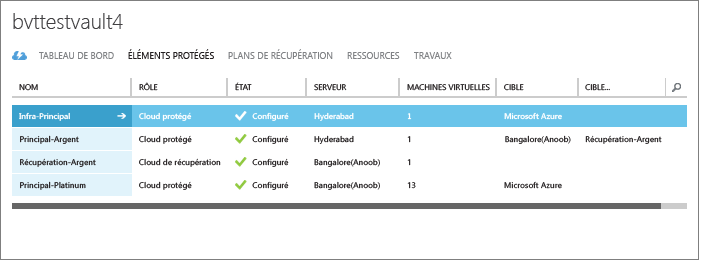 bvttestvault4
TABLEAU DE BORD ÉLÉMENTS PROTÉGÉS PLANS DE RÉCUPÉRATION RESSOURCES TRAVAUX
NOM RÔLE ÉTAT SERVEUR MACHINES VIRTUELLES CIBLE CIBLE...
Infra-Principal Cloud protégé Configuré Hyderabad 1 Microsoft Azure
Principal-Argent Cloud protégé Configuré Hyderabad 1 Bangalore(Anoob) Récupération-Argent
Récupération-Argent Cloud de récupération Configuré Bangalore(Anoob) 1
Principal-Platinum Cloud protégé Configuré Bangalore(Anoob) 13 Microsoft Azure